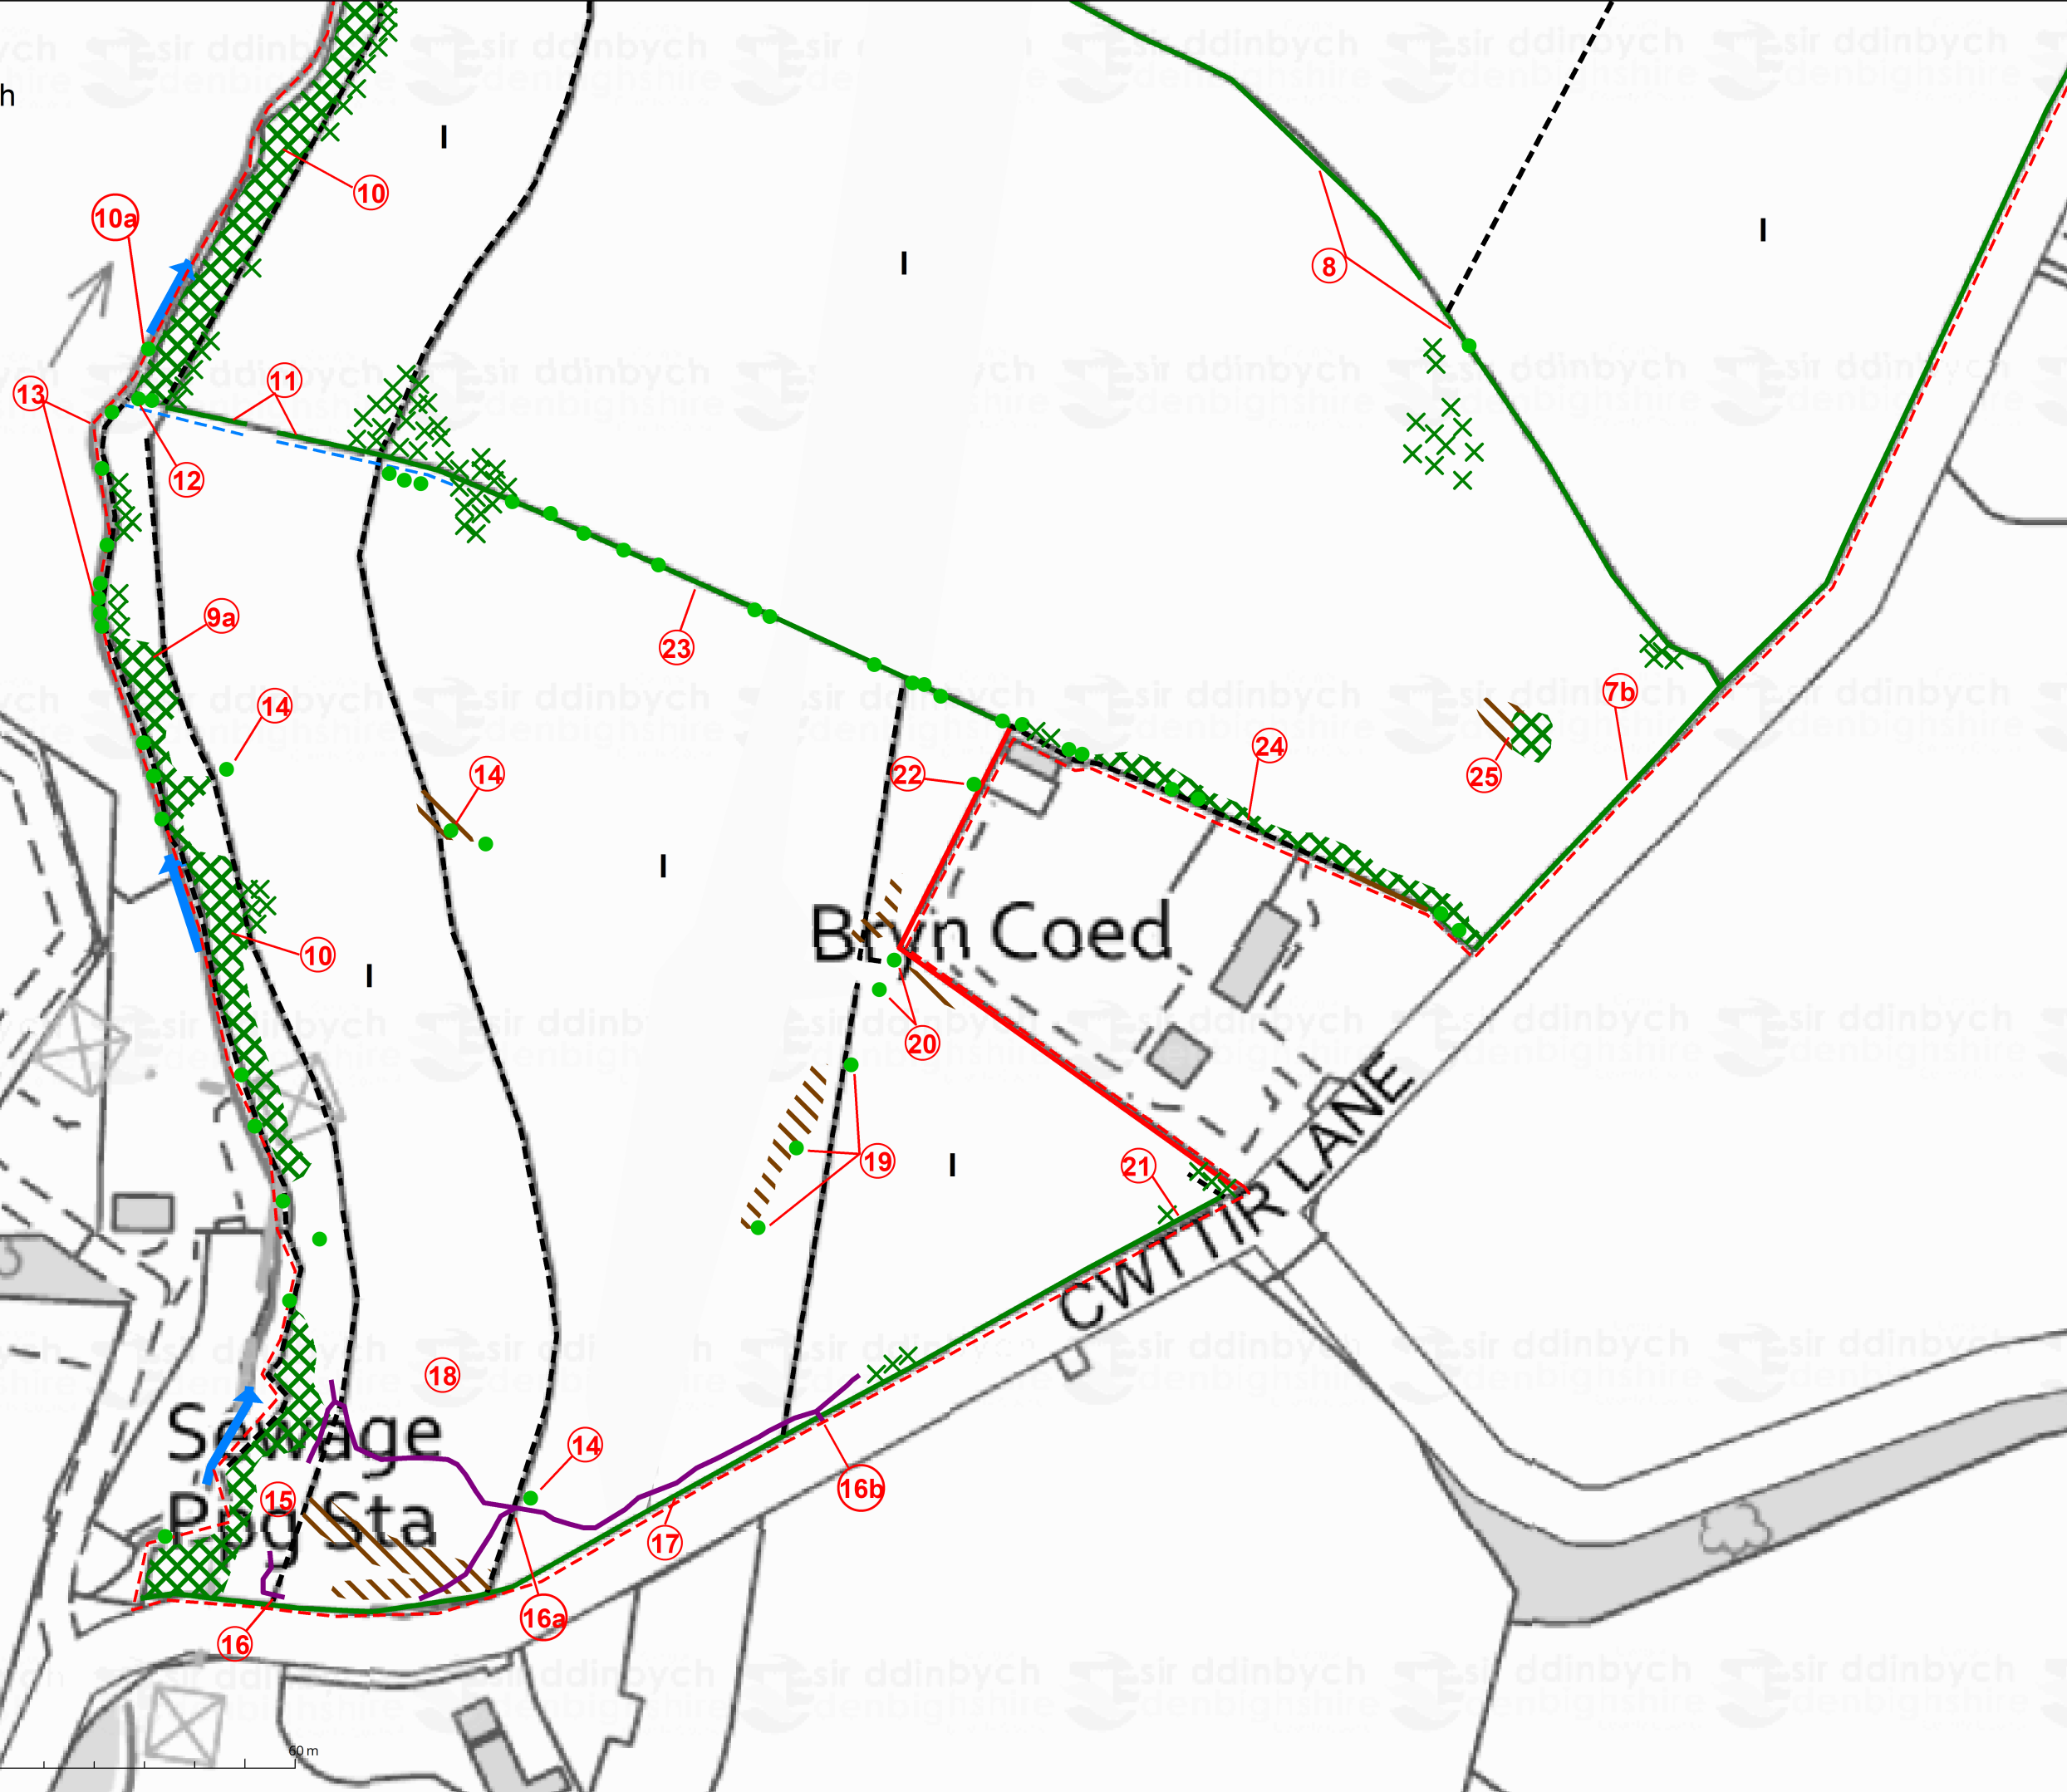 h
I
10
10a
I
I
8
11
13
12
9a
23
7b
14
24
14
22
25
I
Bryn Coed
10
I
20
19
I
21
CWTTIR LANE
18
Sewage
14
16b
15
Ppg Sta
17
16a
16
60 m
sir ddinbych
denbighshire